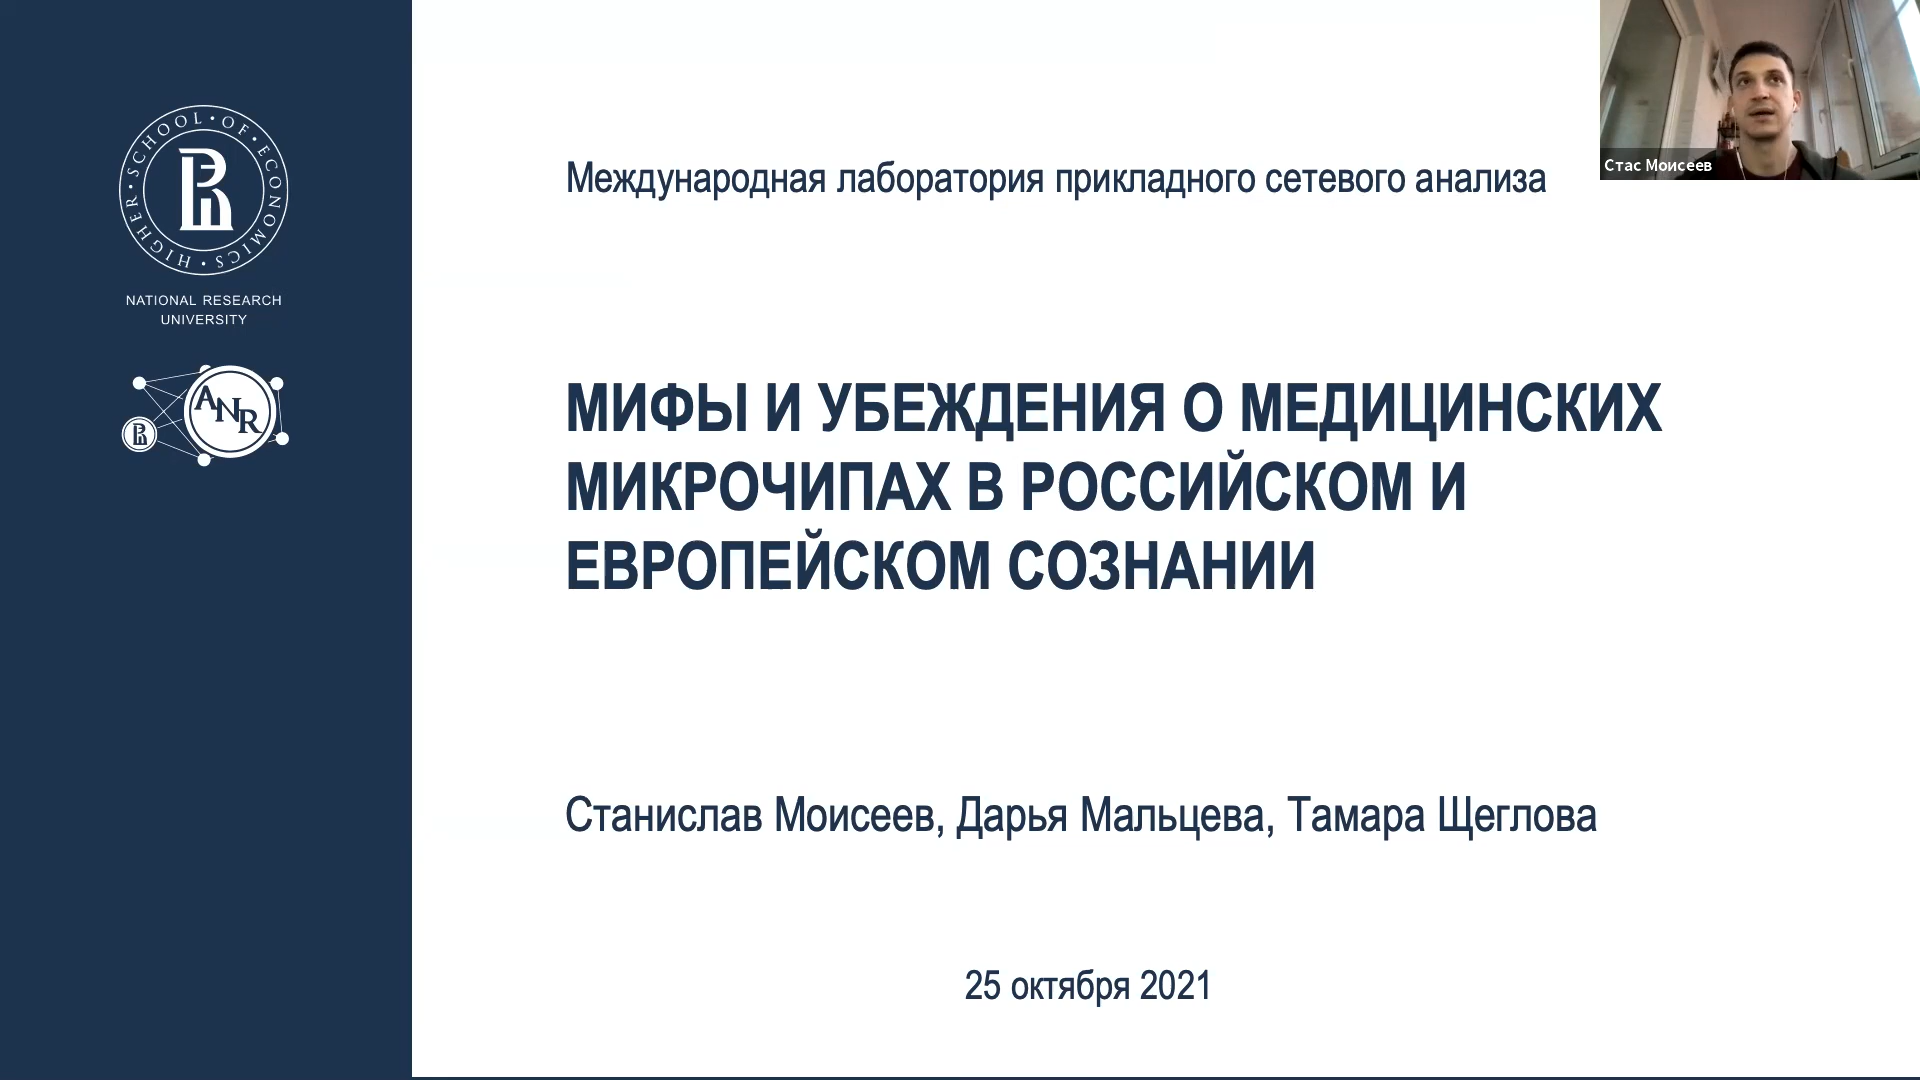 HIGHER · SCHOOL · OF · ECONOMICS
NATIONAL RESEARCH
UNIVERSITY
ANR
Международная лаборатория прикладного сетевого анализа
Стас Моисеев
МИФЫ И УБЕЖДЕНИЯ О МЕДИЦИНСКИХ
МИКРОЧИПАХ В РОССИЙСКОМ И
ЕВРОПЕЙСКОМ СОЗНАНИИ
Станислав Моисеев, Дарья Мальцева, Тамара Щеглова
25 октября 2021